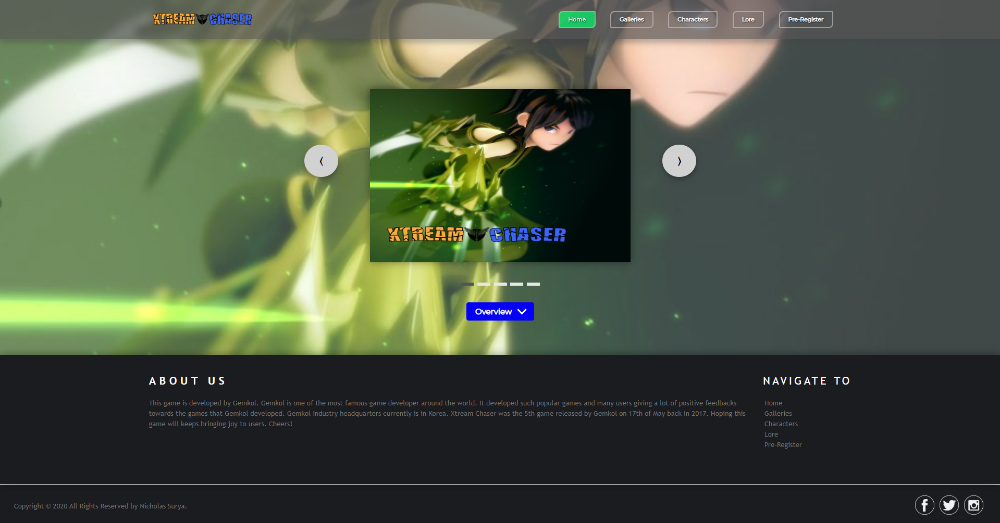 XTREAM CHASER
Home
Galleries
Characters
Lore
Pre-Register
XTREAM CHASER
Overview
ABOUT US
This game is developed by Gemkol. Gemkol is one of the most famous game developer around the world. It developed such popular games and many users giving a lot of positive feedbacks
towards the games that Gemkol developed. Gemkol Industry headquarters currently is in Korea. Xtream Chaser was the 5th game released by Gemkol on 17th of May back in 2017. Hoping this
game will keeps bringing joy to users. Cheers!
NAVIGATE TO
Home
Galleries
Characters
Lore
Pre-Register
Copyright © 2020 All Rights Reserved by Nicholas Surya.